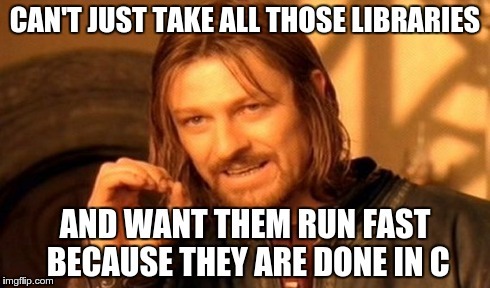 CAN'T JUST TAKE ALL THOSE LIBRARIES
AND WANT THEM RUN FAST
BECAUSE THEY ARE DONE IN C
imgflip.com